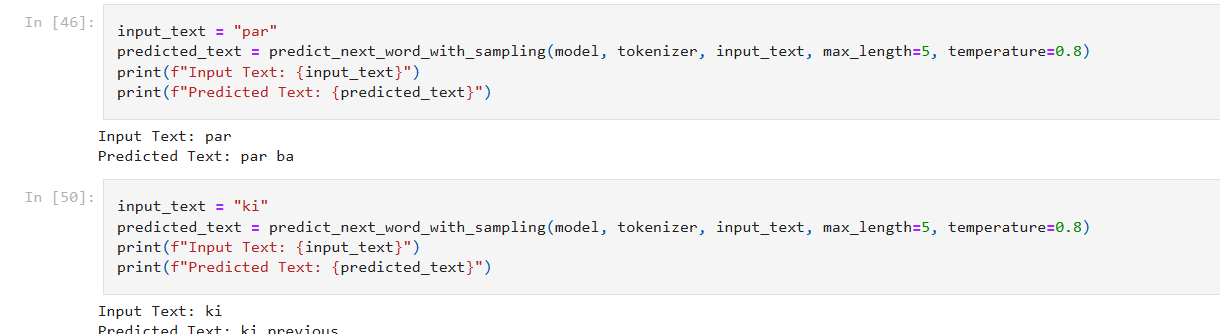 In [46]:
input_text = "par"
predicted_text = predict_next_word_with_sampling(model, tokenizer, input_text, max_length=5, temperature=0.8)
print(f"Input Text: {input_text}")
print(f"Predicted Text: {predicted_text}")
Input Text: par
Predicted Text: par ba
In [50]:
input_text = "ki"
predicted_text = predict_next_word_with_sampling(model, tokenizer, input_text, max_length=5, temperature=0.8)
print(f"Input Text: {input_text}")
print(f"Predicted Text: {predicted_text}")
Input Text: ki
Predicted Text: ki previous